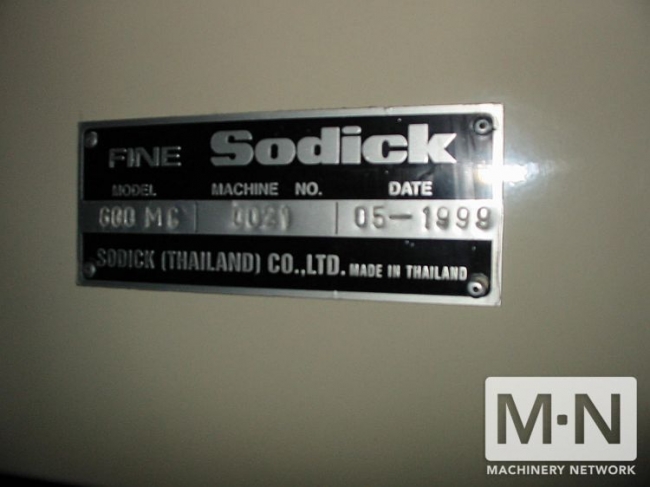 FINE Sodick
MODEL MACHINE NO. DATE
600 MC 0021 05-1998
SODICK (THAILAND) CO.,LTD. MADE IN THAILAND
M·N
MACHINERY NETWORK